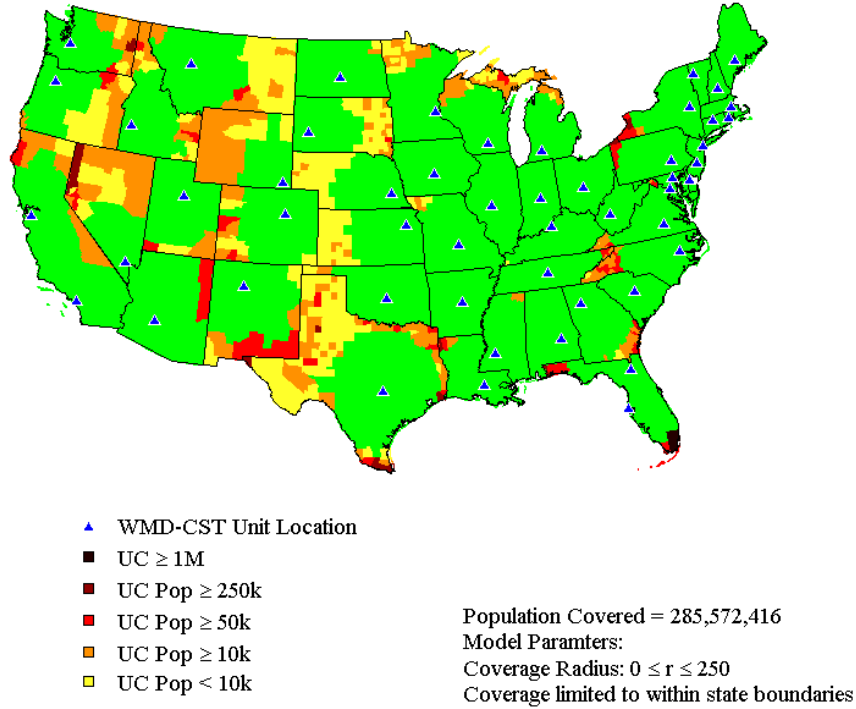 WMD-CST Unit Location
UC ≥ 1M
UC Pop ≥ 250k
UC Pop ≥ 50k
UC Pop ≥ 10k
UC Pop < 10k
Population Covered = 285,572,416
Model Paramters:
Coverage Radius: 0 ≤ r ≤ 250
Coverage limited to within state boundaries